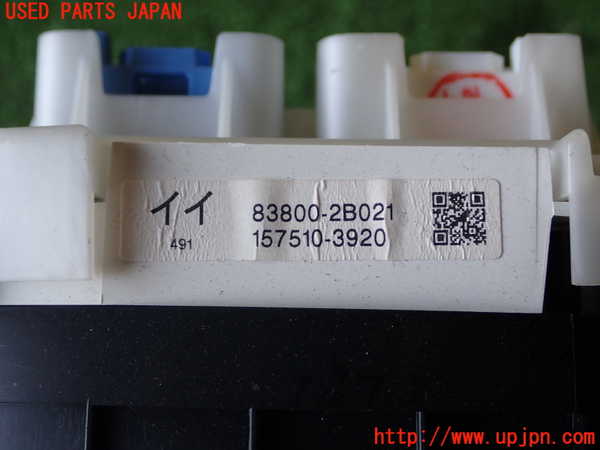 USED PARTS JAPAN
イイ 83800-2B021
491 157510-3920
http://www.upjpn.com/